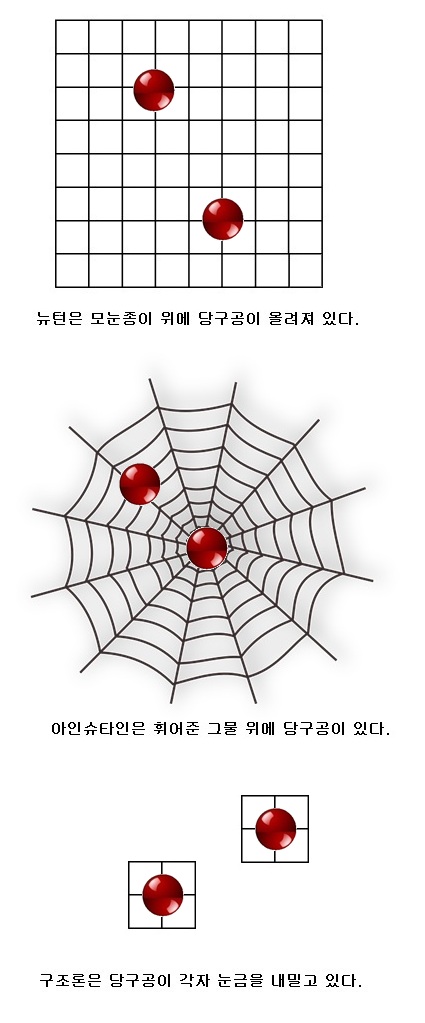 뉴턴은 모눈종이 위에 당구공이 올려져 있다.
아인슈타인은 휘어준 그물 위에 당구공이 있다.
구조론은 당구공이 각자 눈금을 내밀고 있다.